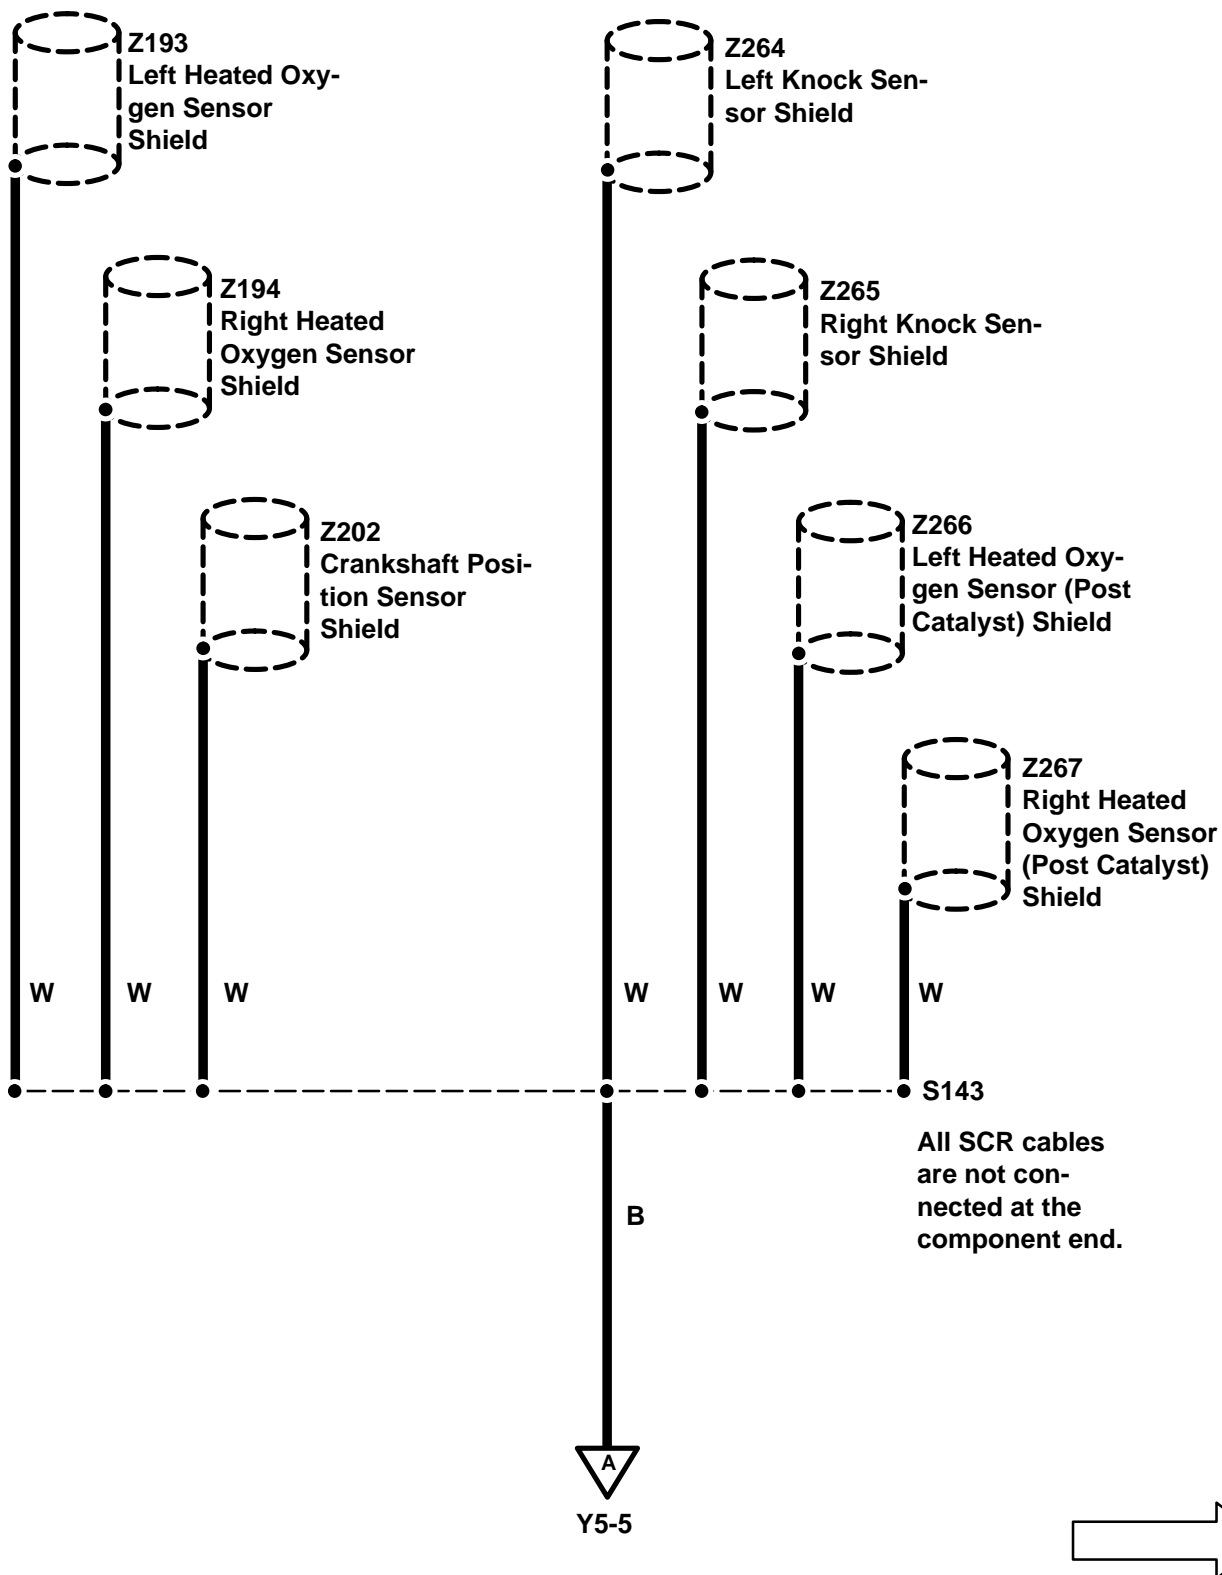 Z193
Left Heated Oxy-
gen Sensor
Shield
Z264
Left Knock Sen-
sor Shield
Z194
Right Heated
Oxygen Sensor
Shield
Z265
Right Knock Sen-
sor Shield
Z202
Crankshaft Posi-
tion Sensor
Shield
Z266
Left Heated Oxy-
gen Sensor (Post
Catalyst) Shield
Z267
Right Heated
Oxygen Sensor
(Post Catalyst)
Shield
W
W
W
W
W
W
W
S143
All SCR cables
are not con-
nected at the
component end.
B
A
Y5-5